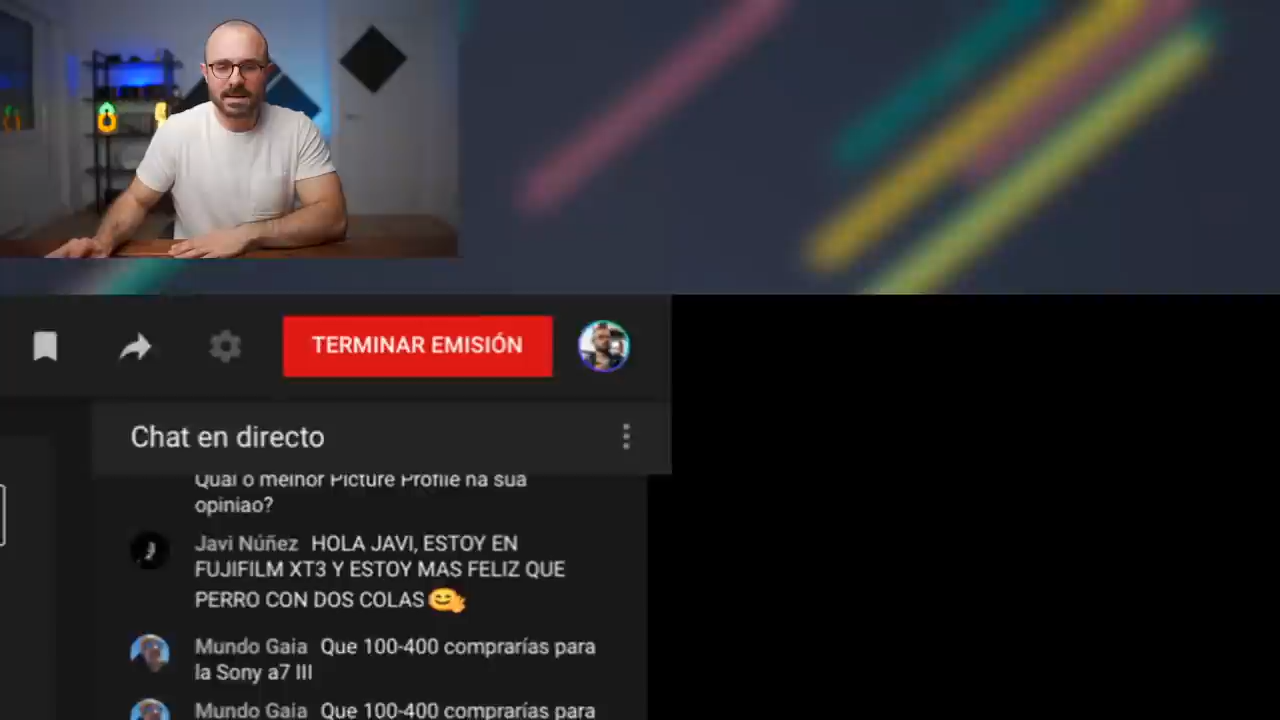 TERMINAR EMISIÓN
Chat en directo
Qual o melhor Picture Profile na sua
opiniao?
Javi Núñez HOLA JAVI, ESTOY EN
FUJIFILM XT3 Y ESTOY MAS FELIZ QUE
PERRO CON DOS COLAS
Mundo Gaia Que 100-400 comprarías para
la Sony a7 III
Mundo Gaia Que 100-400 comprarías para